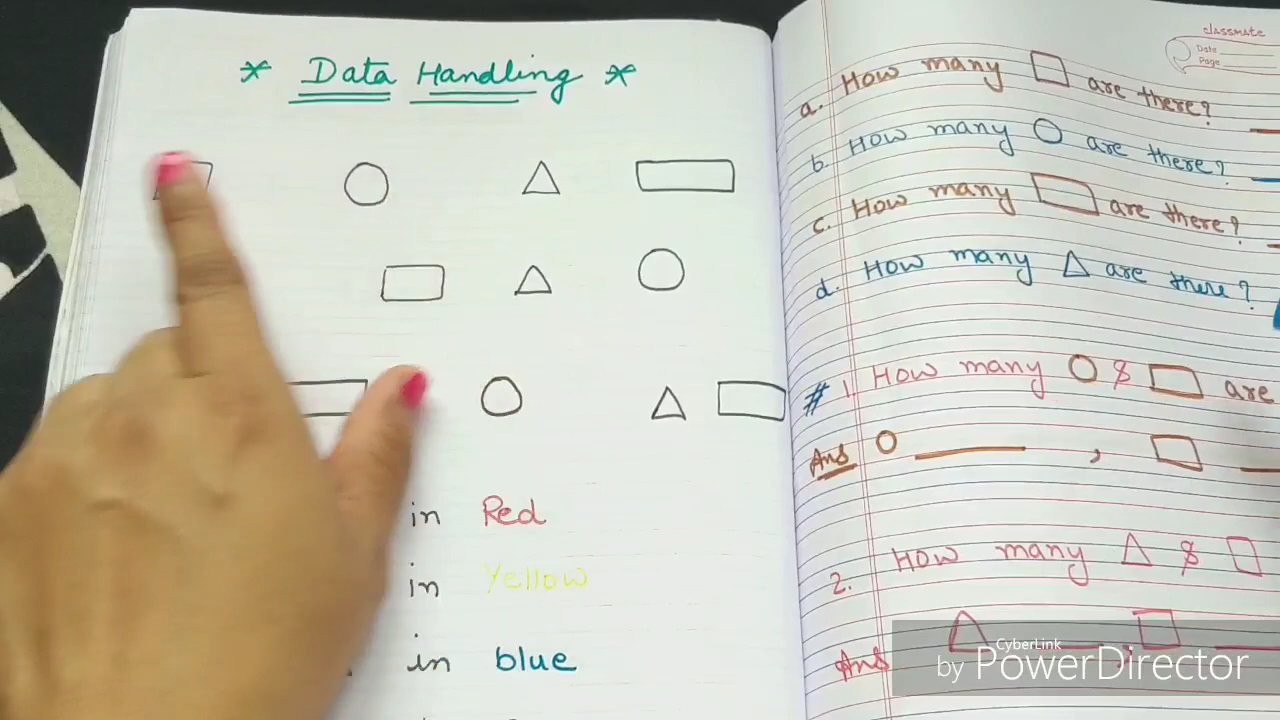 * Data Handling *
in Red
in Yellow
in blue
classmate
Date
Page
a. How many are there?
b. How many are there?
c. How many are there?
d. How many are there?
# 1. How many & are
Ans ,
2. How many &
Ans ,
CyberLink
by PowerDirector